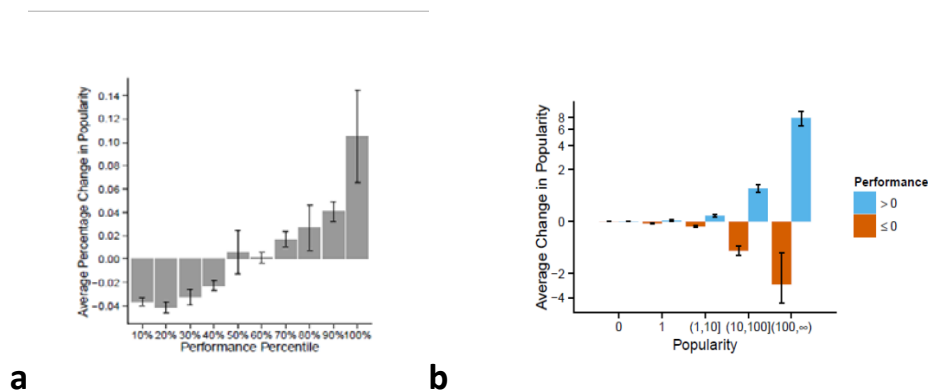 Average Percentage Change in Popularity
0.14
0.12
0.10
0.08
0.06
0.04
0.02
0.00
−0.02
−0.04
10% 20% 30% 40% 50% 60% 70% 80% 90% 100%
Performance Percentile
a
Average Change in Popularity
8
6
4
2
0
−2
−4
0 1 (1,10] (10,100] (100,∞)
Popularity
Performance
> 0
≤ 0
b